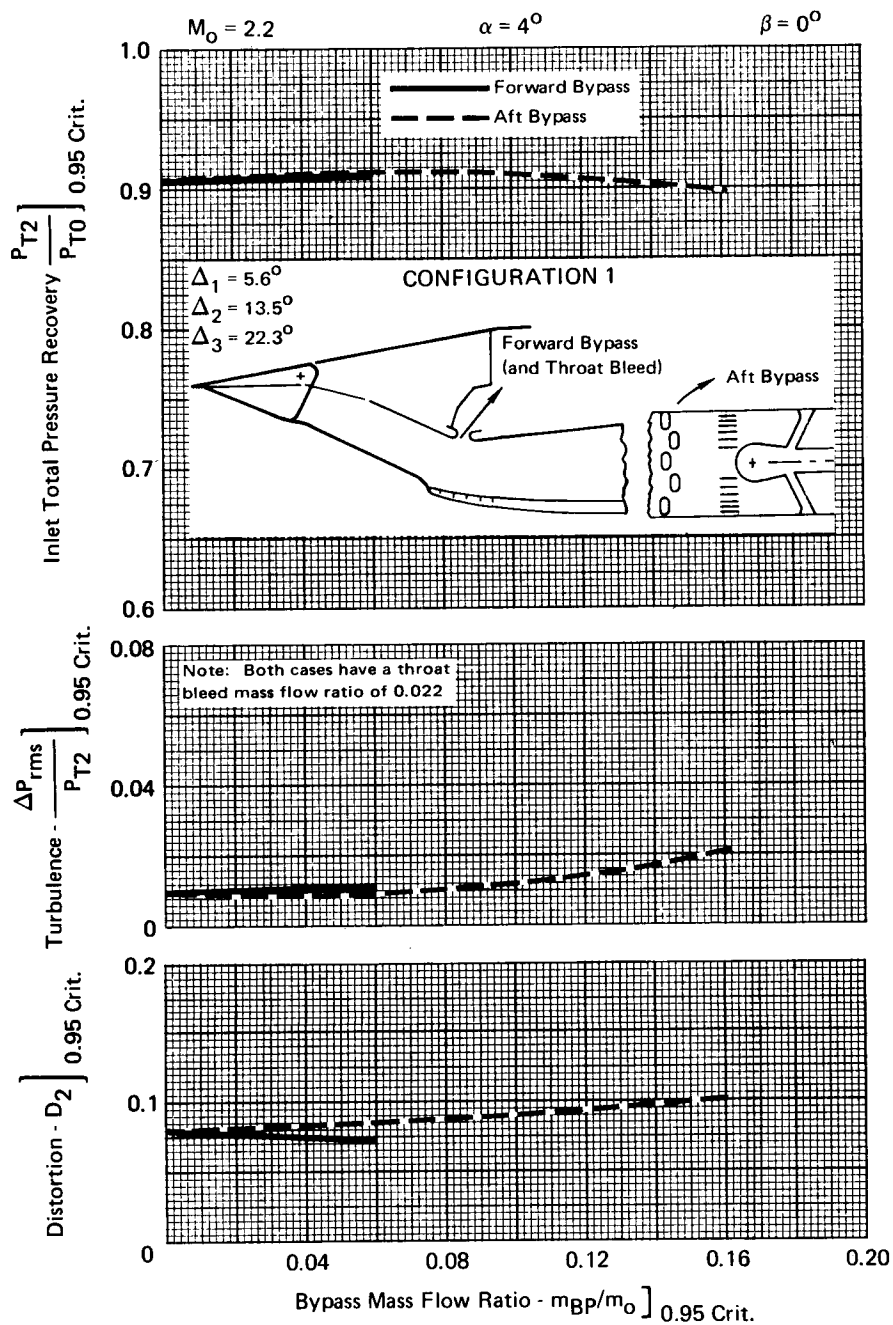 M₀ = 2.2 α = 4° β = 0°
1.0
Forward Bypass
Aft Bypass
Inlet Total Pressure Recovery P_T2 / P_T0 ] 0.95 Crit.
0.9
Δ₁ = 5.6°
Δ₂ = 13.5°
Δ₃ = 22.3°
CONFIGURATION 1
0.8
Forward Bypass
(and Throat Bleed)
Aft Bypass
+
+
0.7
0.6
0.08
Note: Both cases have a throat
bleed mass flow ratio of 0.022
Turbulence - ΔP_rms / P_T2 ] 0.95 Crit.
0.04
0
0.2
Distortion - D₂ ] 0.95 Crit.
0.1
0
0.04 0.08 0.12 0.16 0.20
Bypass Mass Flow Ratio - m_BP/m_o ] 0.95 Crit.